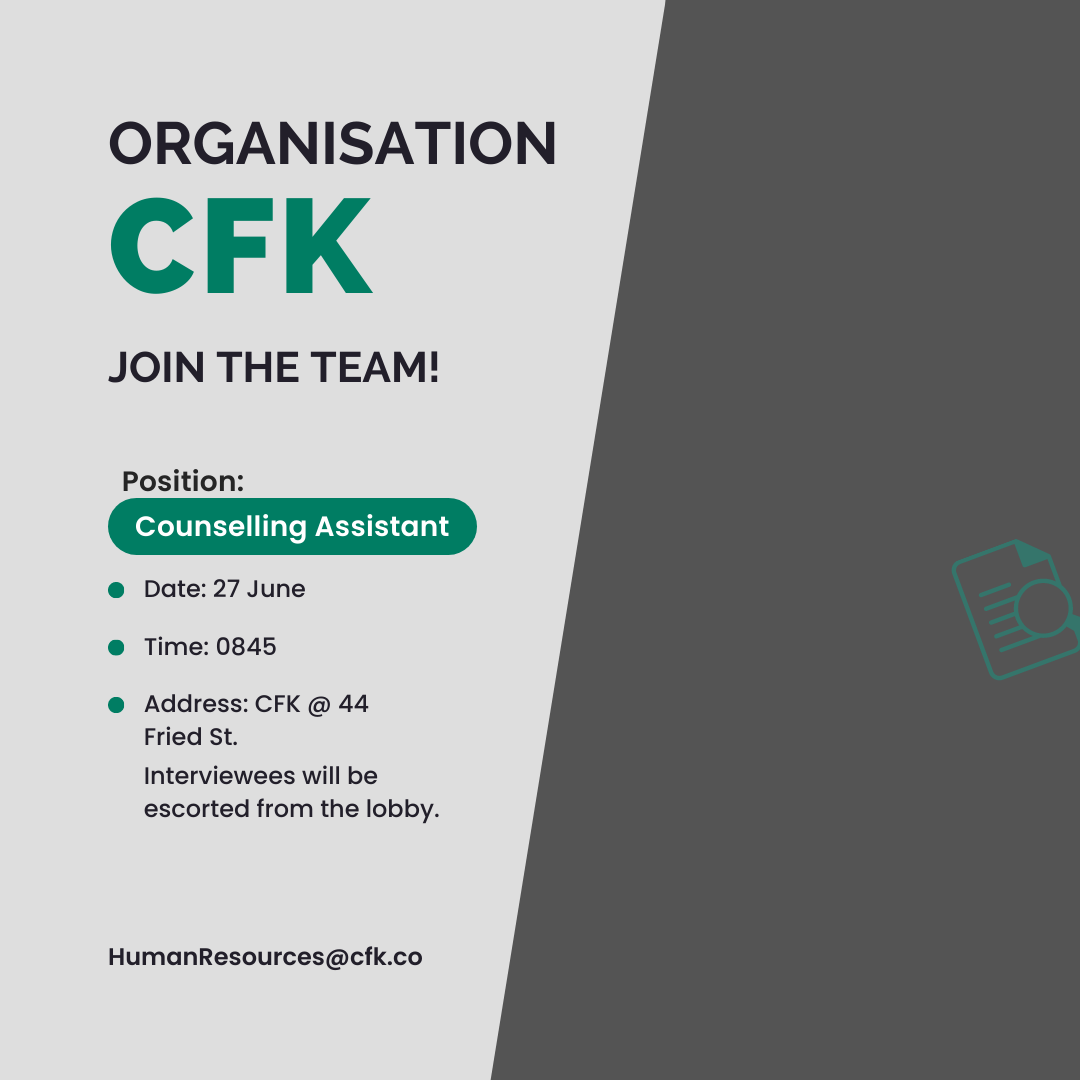 ORGANISATION
CFK
JOIN THE TEAM!
Position:
Counselling Assistant
Date: 27 June
Time: 0845
Address: CFK @ 44
Fried St.
Interviewees will be
escorted from the lobby.
HumanResources@cfk.co